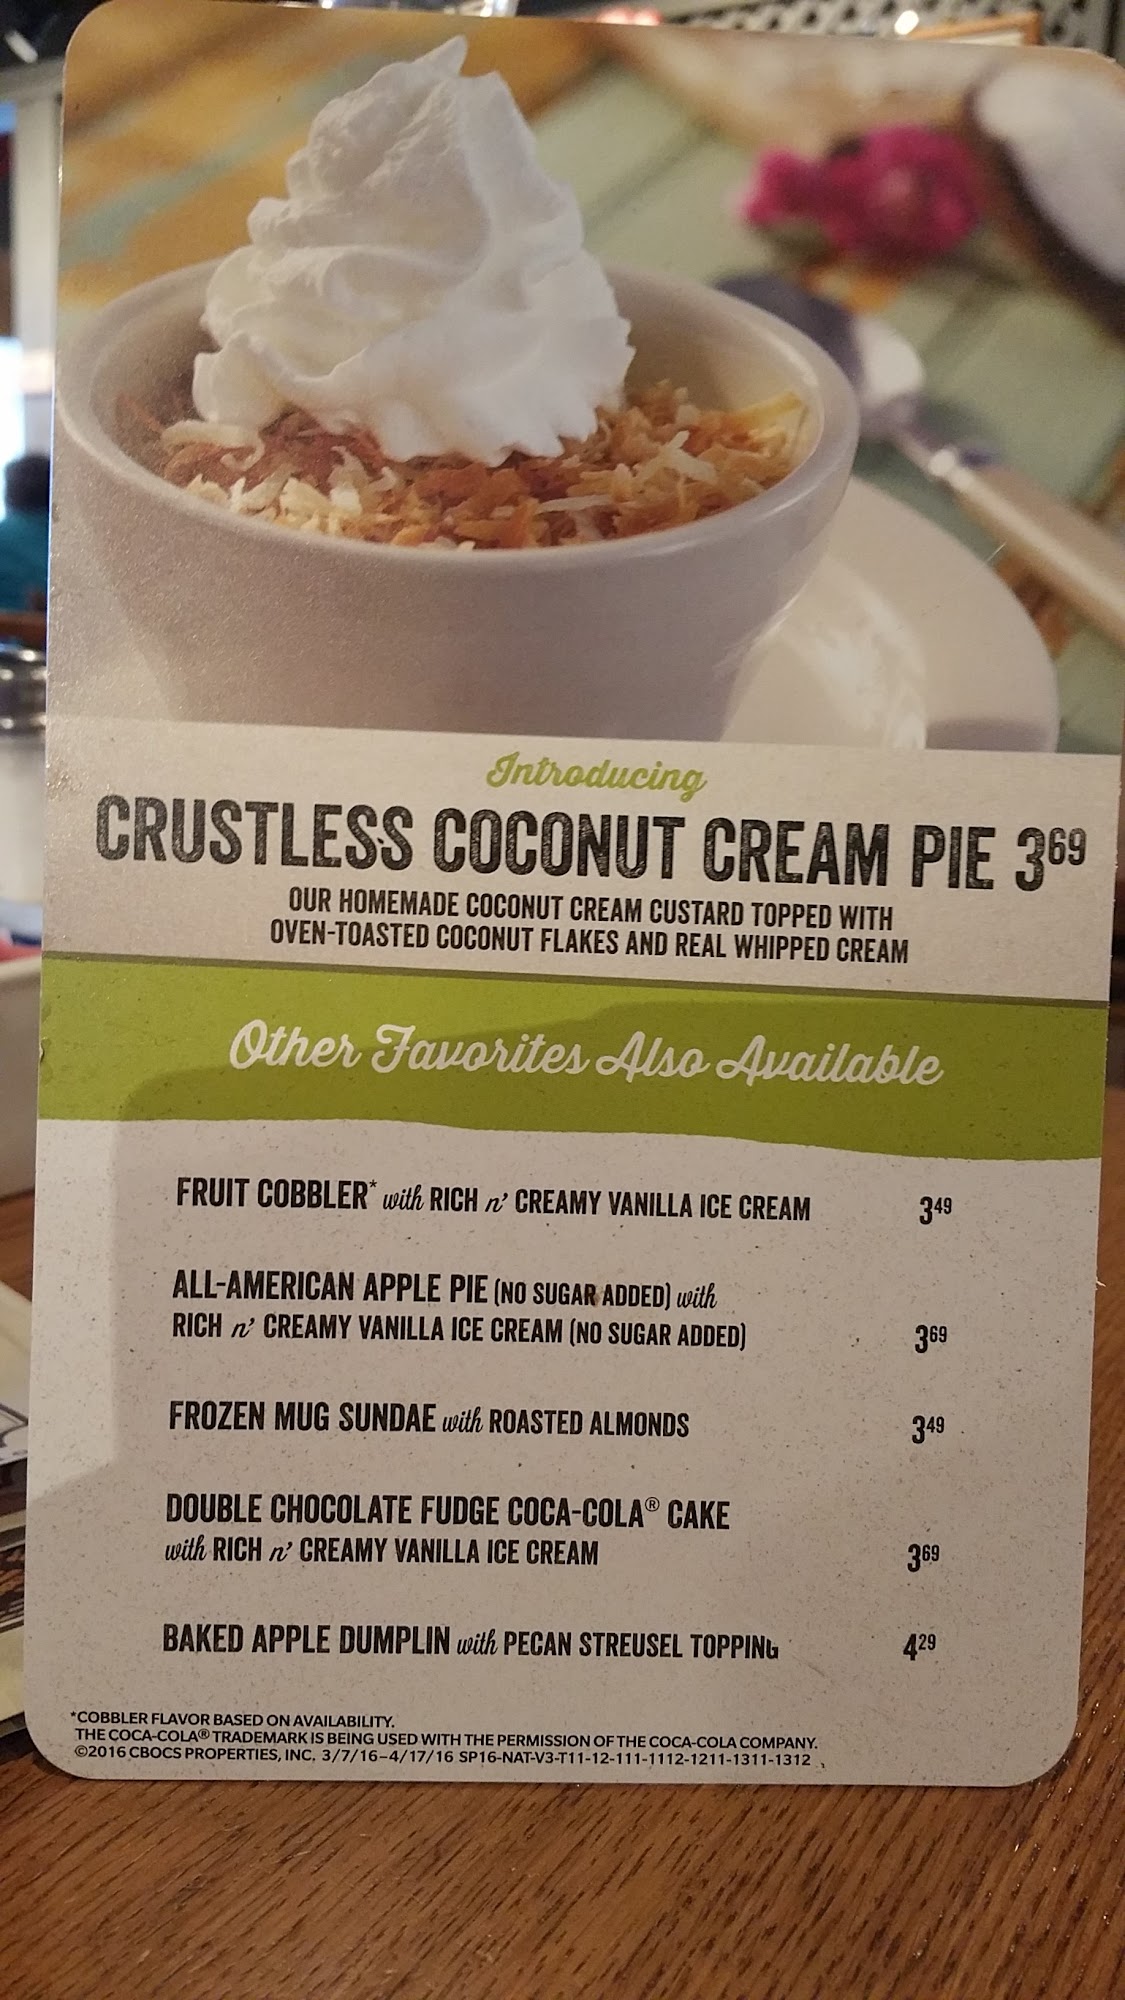 Introducing
CRUSTLESS COCONUT CREAM PIE 369
OUR HOMEMADE COCONUT CREAM CUSTARD TOPPED WITH
OVEN-TOASTED COCONUT FLAKES AND REAL WHIPPED CREAM
Other Favorites Also Available
FRUIT COBBLER* with RICH n' CREAMY VANILLA ICE CREAM 349
ALL-AMERICAN APPLE PIE (NO SUGAR ADDED) with
RICH n' CREAMY VANILLA ICE CREAM (NO SUGAR ADDED) 369
FROZEN MUG SUNDAE with ROASTED ALMONDS 349
DOUBLE CHOCOLATE FUDGE COCA-COLA® CAKE
with RICH n' CREAMY VANILLA ICE CREAM 369
BAKED APPLE DUMPLIN with PECAN STREUSEL TOPPING 429
*COBBLER FLAVOR BASED ON AVAILABILITY.
THE COCA-COLA® TRADEMARK IS BEING USED WITH THE PERMISSION OF THE COCA-COLA COMPANY.
©2016 CBOCS PROPERTIES, INC. 3/7/16–4/17/16 SP16-NAT-V3-T11-12-111-1112-1211-1311-1312